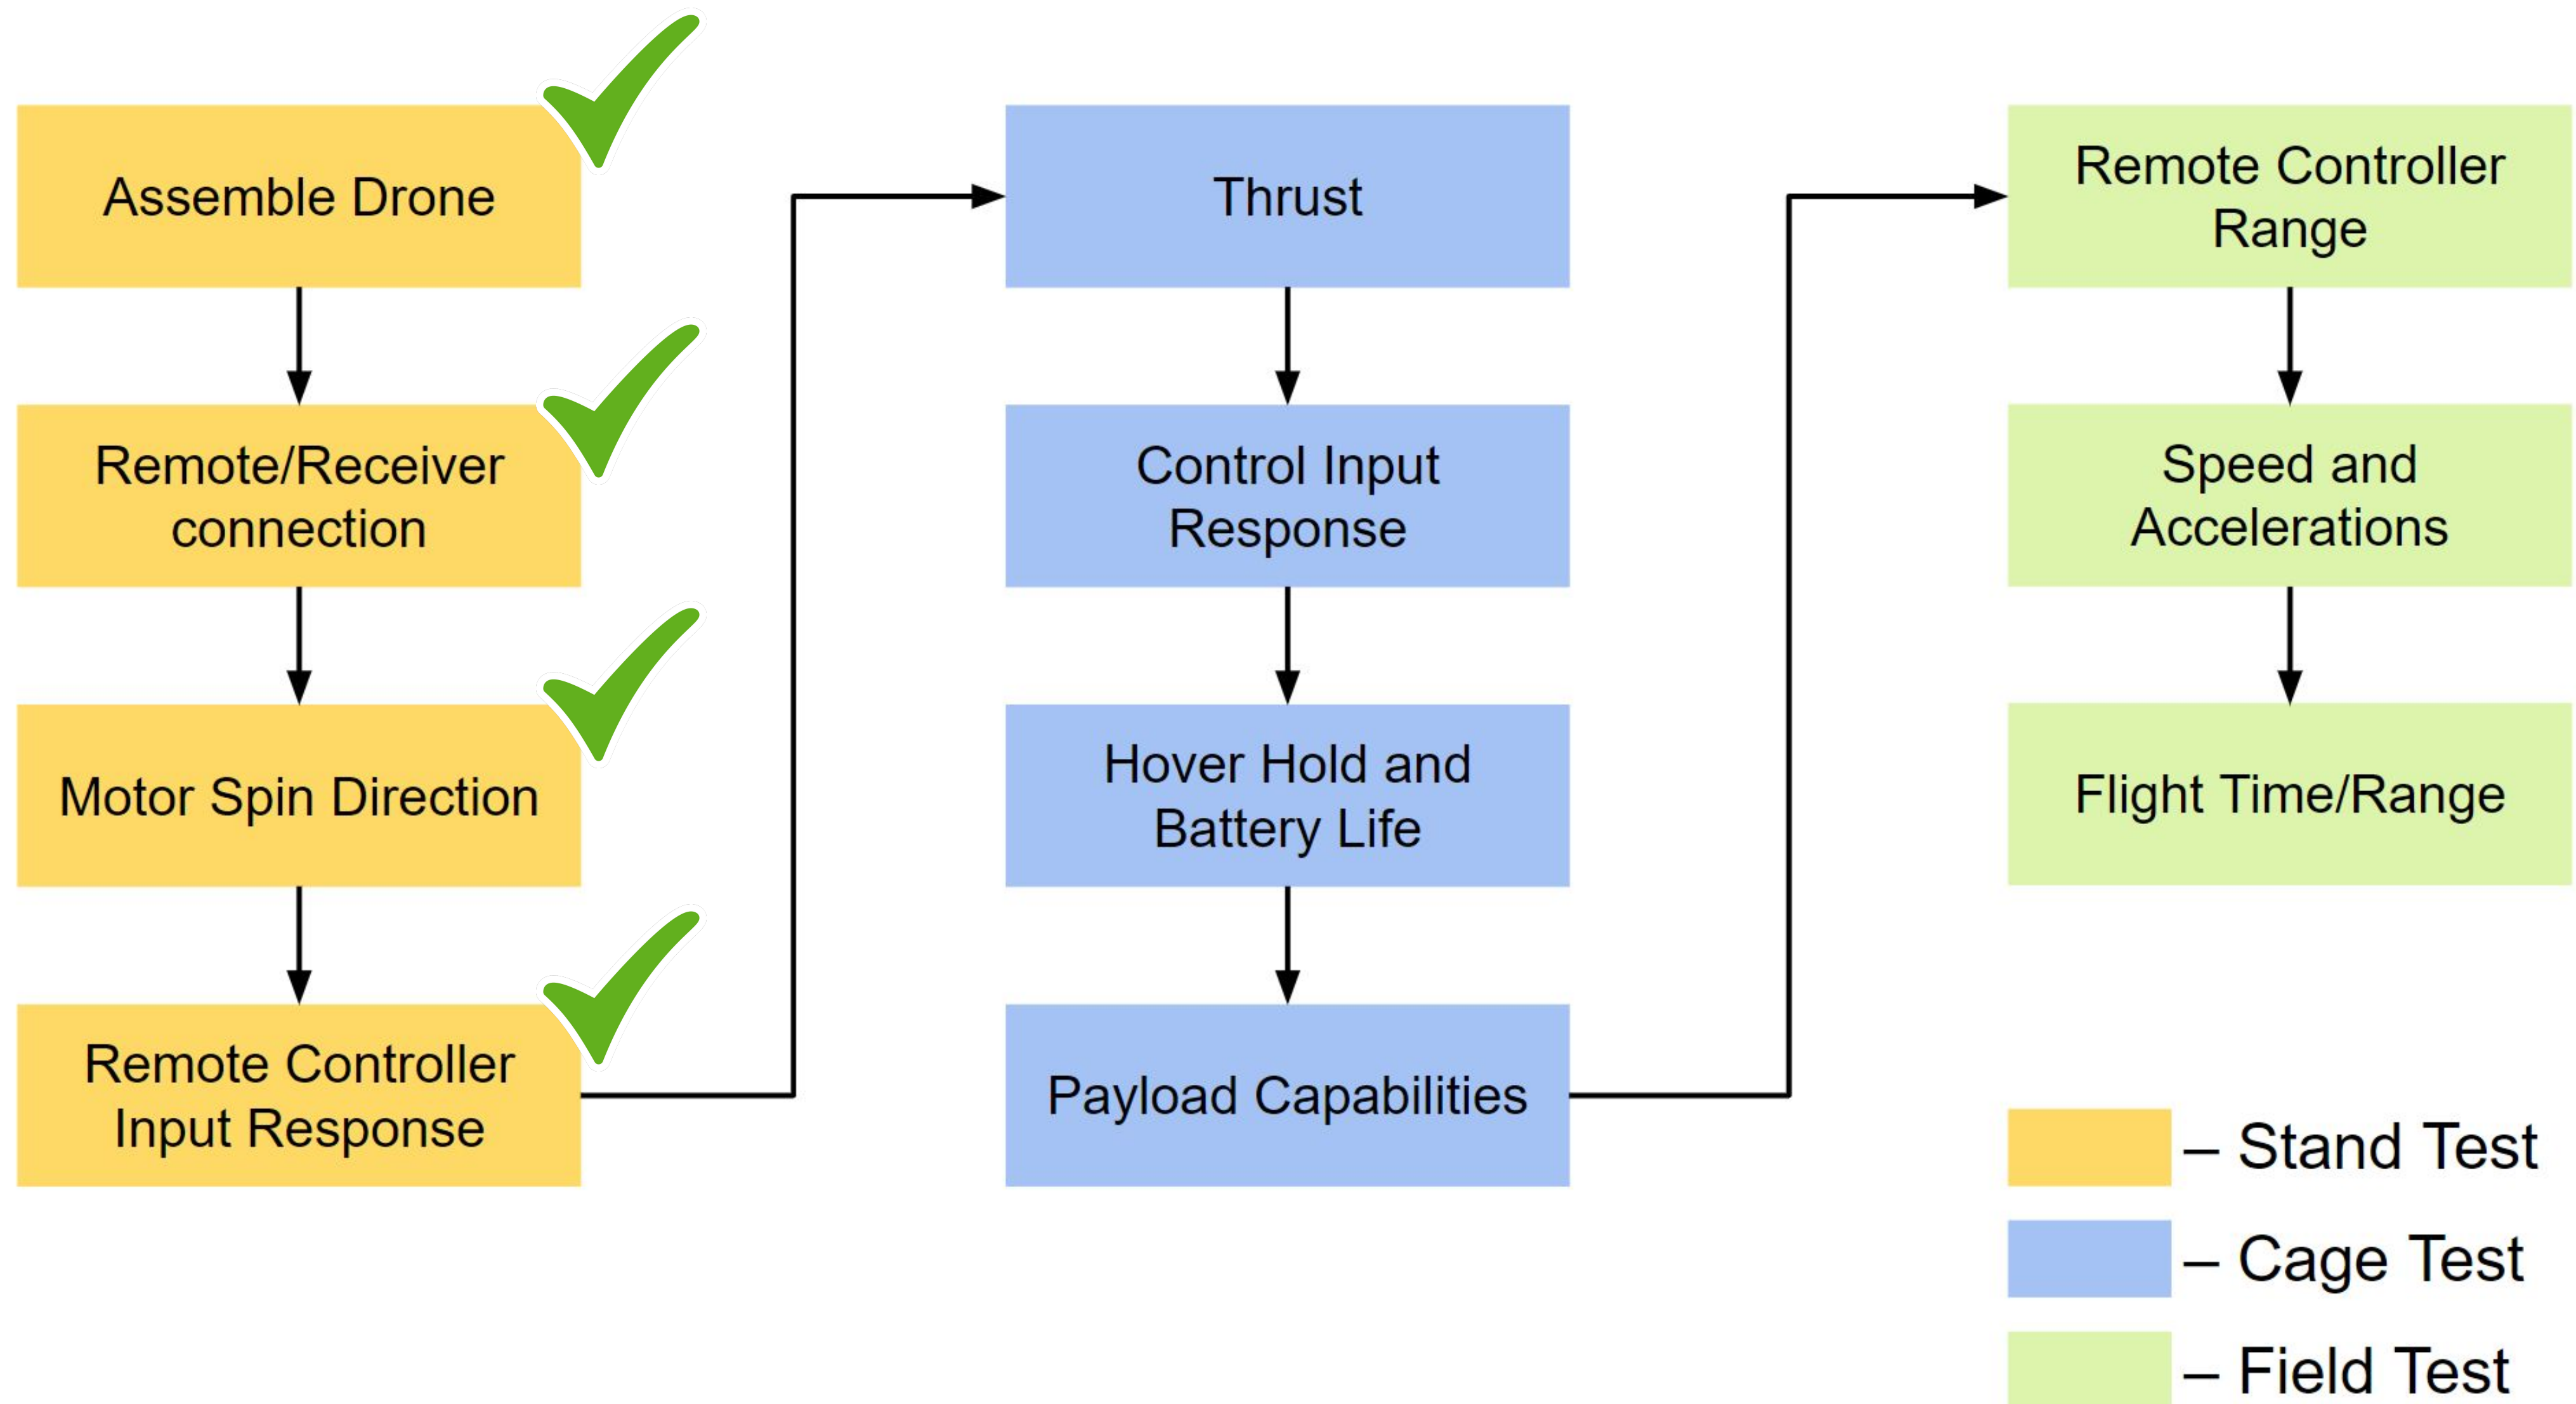 Assemble Drone
Remote/Receiver
connection
Motor Spin Direction
Remote Controller
Input Response
Thrust
Control Input
Response
Hover Hold and
Battery Life
Payload Capabilities
Remote Controller
Range
Speed and
Accelerations
Flight Time/Range
– Stand Test
– Cage Test
– Field Test